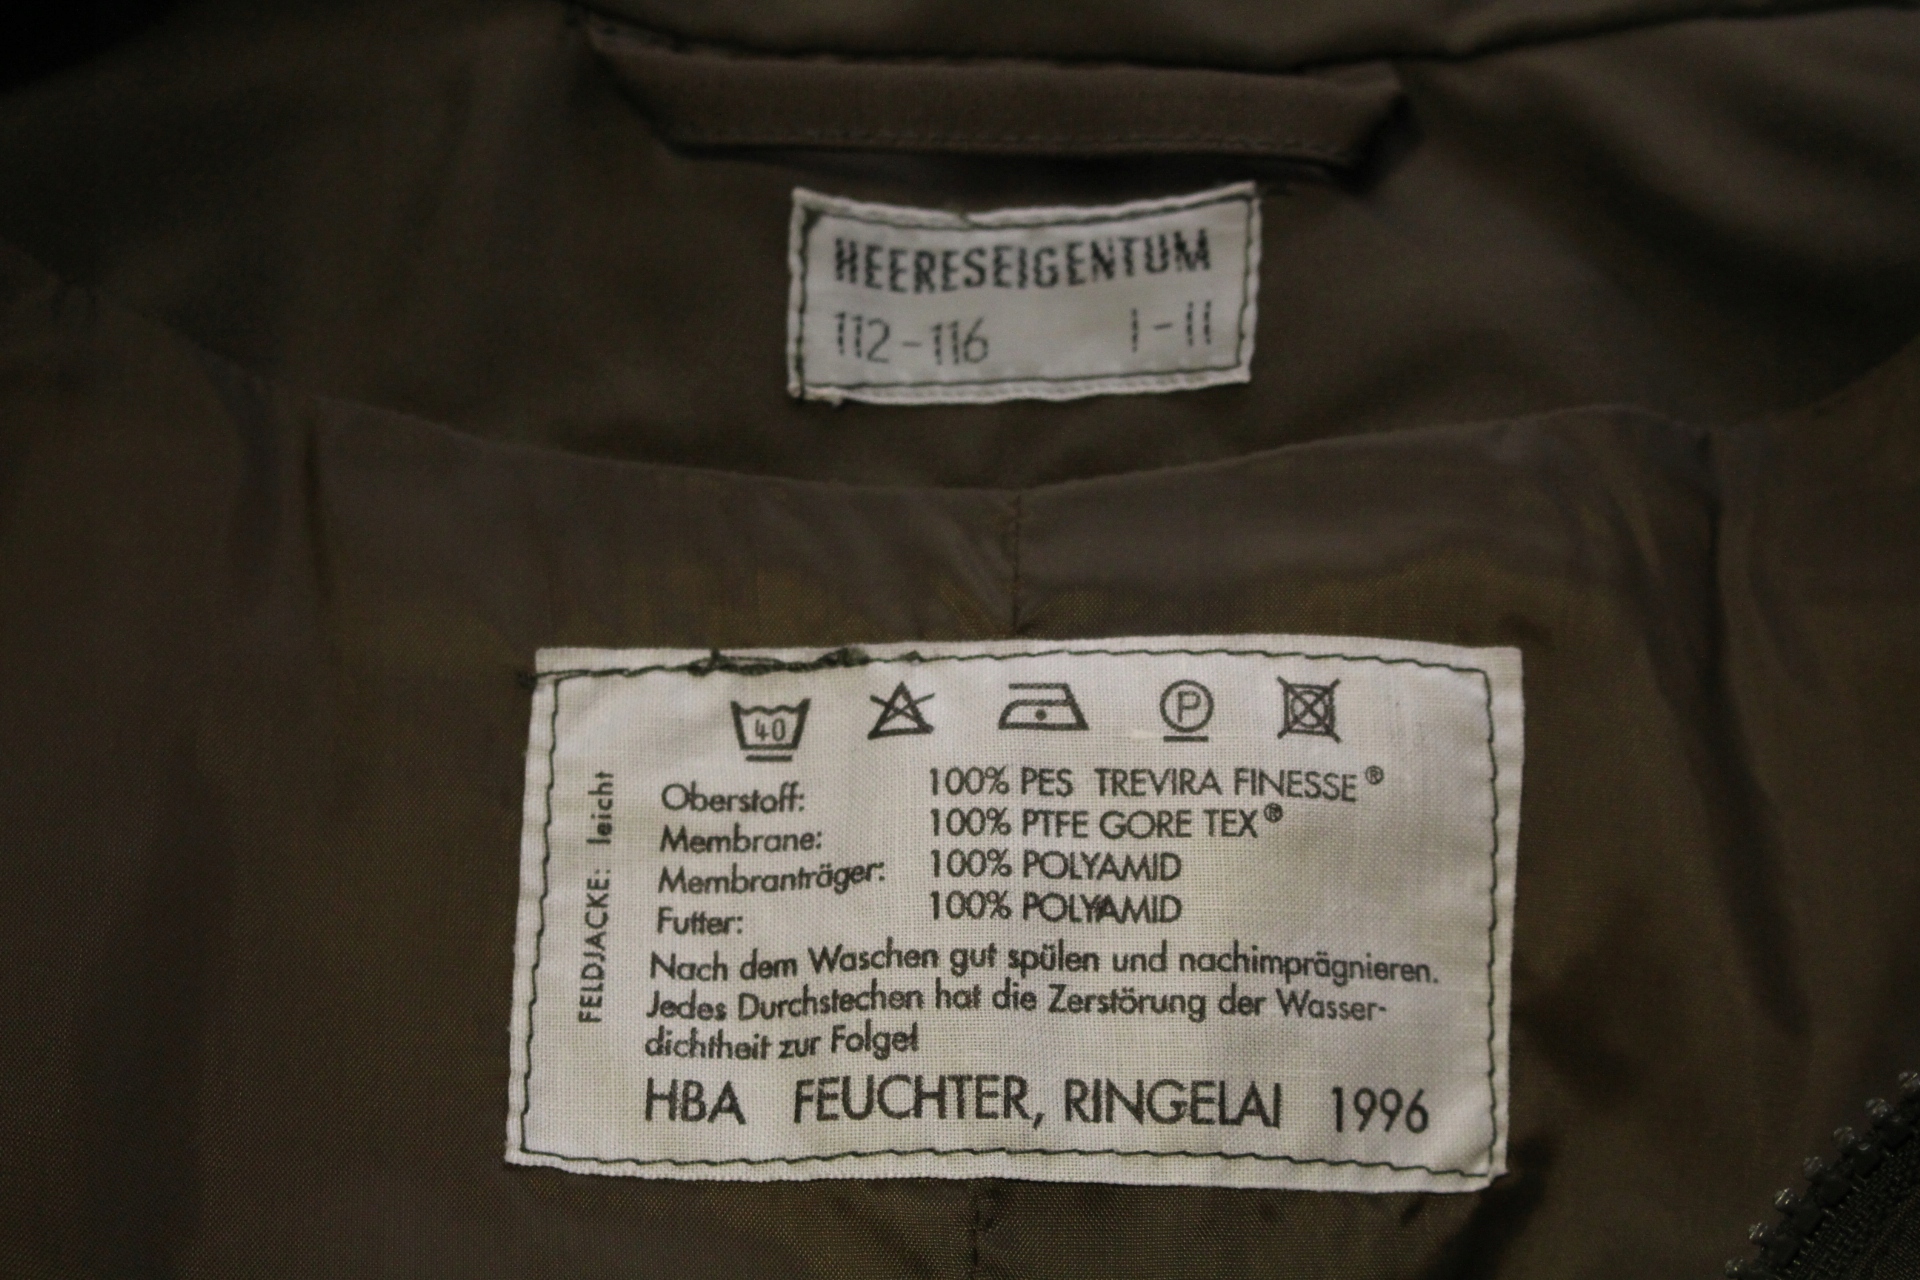 HEERESEIGENTUM
112-116 I-II
40 P
FELDJACKE: leicht
Oberstoff: 100% PES TREVIRA FINESSE®
Membrane: 100% PTFE GORE TEX®
Membranträger: 100% POLYAMID
Futter: 100% POLYAMID
Nach dem Waschen gut spülen und nachimprägnieren.
Jedes Durchstechen hat die Zerstörung der Wasser-
dichtheit zur Folge!
HBA FEUCHTER, RINGELAI 1996